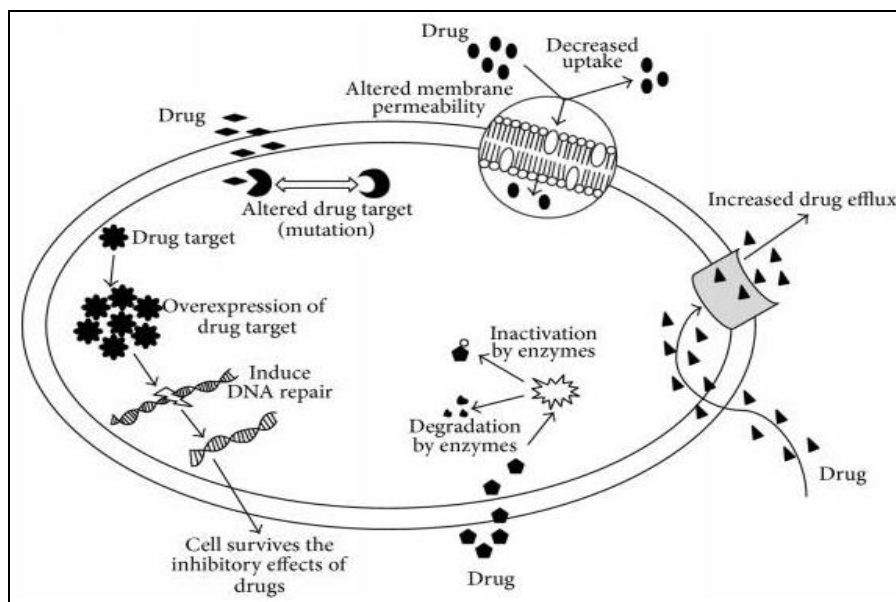 Drug
Decreased
uptake
Altered membrane
permeability
Drug
Altered drug target
(mutation)
Increased drug efflux
Drug target
Overexpression of
drug target
Inactivation
by enzymes
Induce
DNA repair
Degradation
by enzymes
Drug
Cell survives the
inhibitory effects of
drugs
Drug